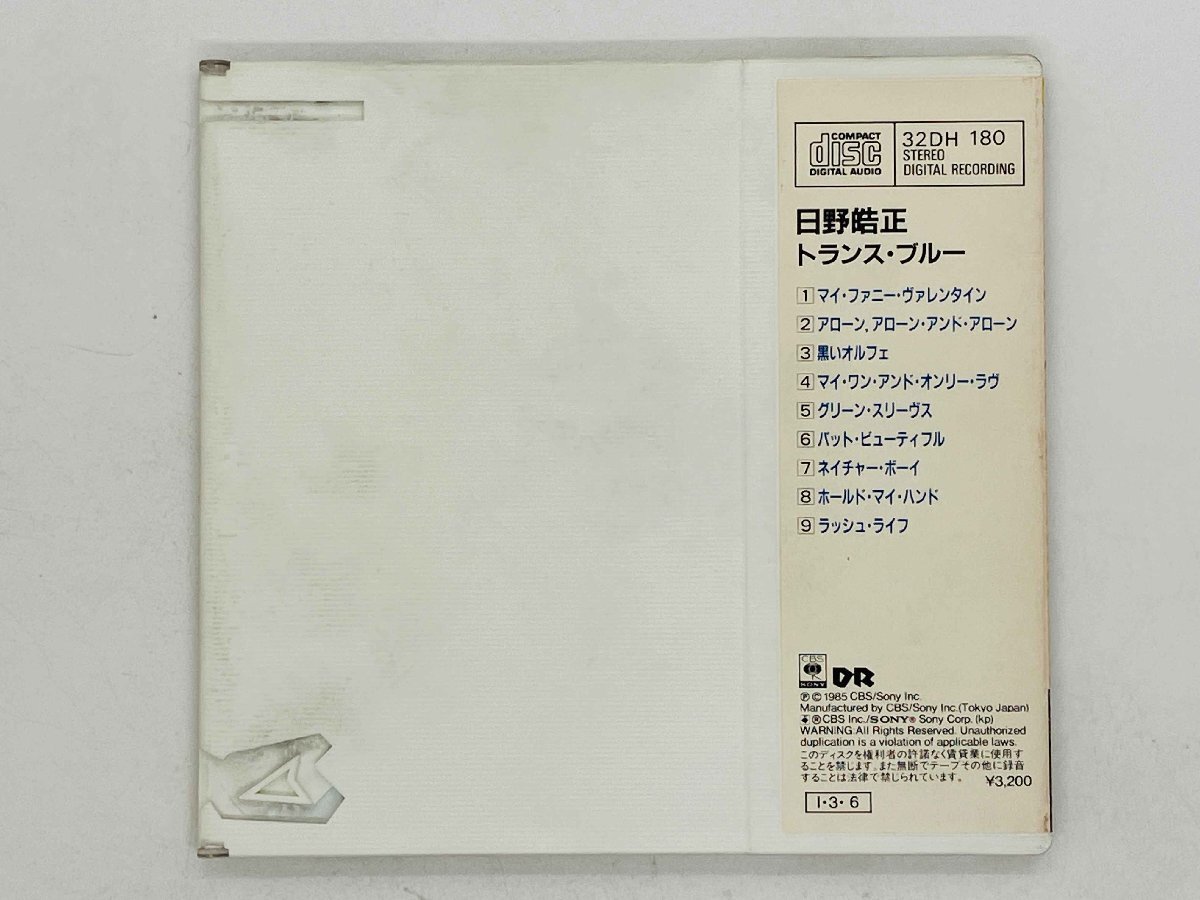 COMPACT
disc
DIGITAL AUDIO
32DH 180
STEREO
DIGITAL RECORDING
日野皓正
トランス・ブルー
1 マイ・ファニー・ヴァレンタイン
2 アローン,アローン・アンド・アローン
3 黒いオルフェ
4 マイ・ワン・アンド・オンリー・ラヴ
5 グリーン・スリーヴス
6 バット・ビューティフル
7 ネイチャー・ボーイ
8 ホールド・マイ・ハンド
9 ラッシュ・ライフ
CBS
SONY
DR
Ⓟ©1985 CBS/Sony Inc.
Manufactured by CBS/Sony Inc.(Tokyo Japan)
®CBS Inc./SONY® Sony Corp.(kp)
WARNING:All Rights Reserved. Unauthorized
duplication is a violation of applicable laws.
このディスクを権利者の許諾なく賃貸業に使用す
ることを禁じます。また無断でテープその他に録音
することは法律で禁じられています。
¥3,200
I・3・6